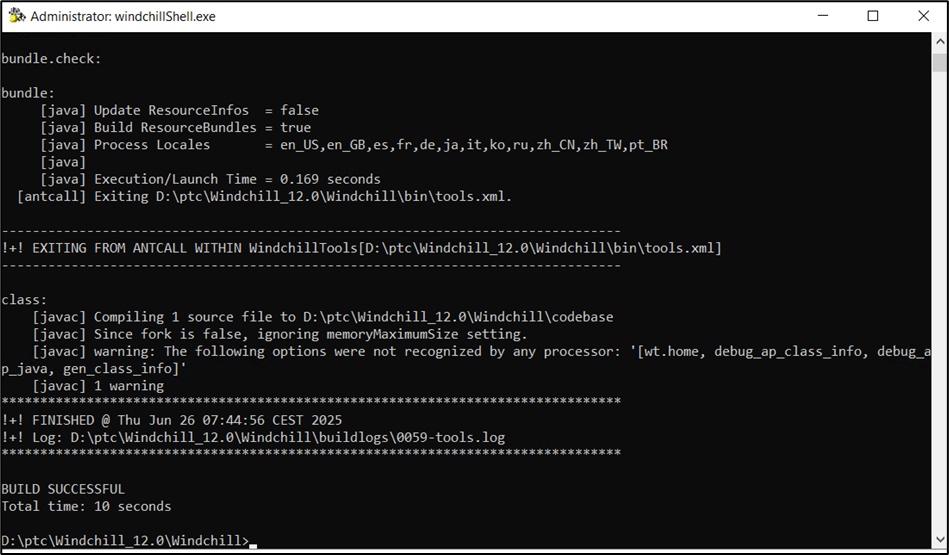 Administrator: windchillShell.exe
bundle.check:
bundle:
[java] Update ResourceInfos  = false
[java] Build ResourceBundles = true
[java] Process Locales       = en_US,en_GB,es,fr,de,ja,it,ko,ru,zh_CN,zh_TW,pt_BR
[java]
[java] Execution/Launch Time = 0.169 seconds
[antcall] Exiting D:\ptc\Windchill_12.0\Windchill\bin\tools.xml.
--------------------------------------------------------------------------------
!+! EXITING FROM ANTCALL WITHIN WindchillTools[D:\ptc\Windchill_12.0\Windchill\bin\tools.xml]
--------------------------------------------------------------------------------
class:
[javac] Compiling 1 source file to D:\ptc\Windchill_12.0\Windchill\codebase
[javac] Since fork is false, ignoring memoryMaximumSize setting.
[javac] warning: The following options were not recognized by any processor: '[wt.home, debug_ap_class_info, debug_a
p_java, gen_class_info]'
[javac] 1 warning
********************************************************************************
!+! FINISHED @ Thu Jun 26 07:44:56 CEST 2025
!+! Log: D:\ptc\Windchill_12.0\Windchill\buildlogs\0059-tools.log
********************************************************************************
BUILD SUCCESSFUL
Total time: 10 seconds
D:\ptc\Windchill_12.0\Windchill>_